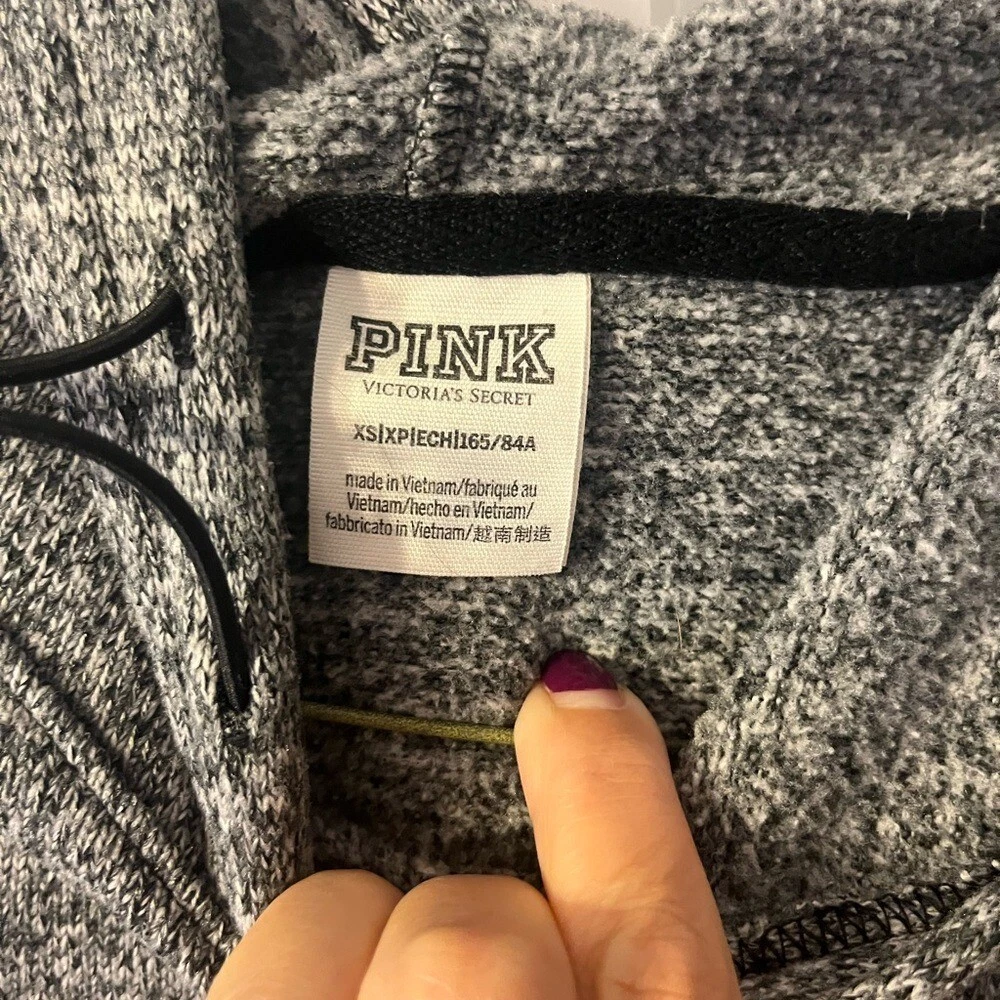 PINK
VICTORIA'S SECRET
XS|XP|ECH|165/84A
made in Vietnam/fabriqué au
Vietnam/hecho en Vietnam/
fabbricato in Vietnam/越南制造